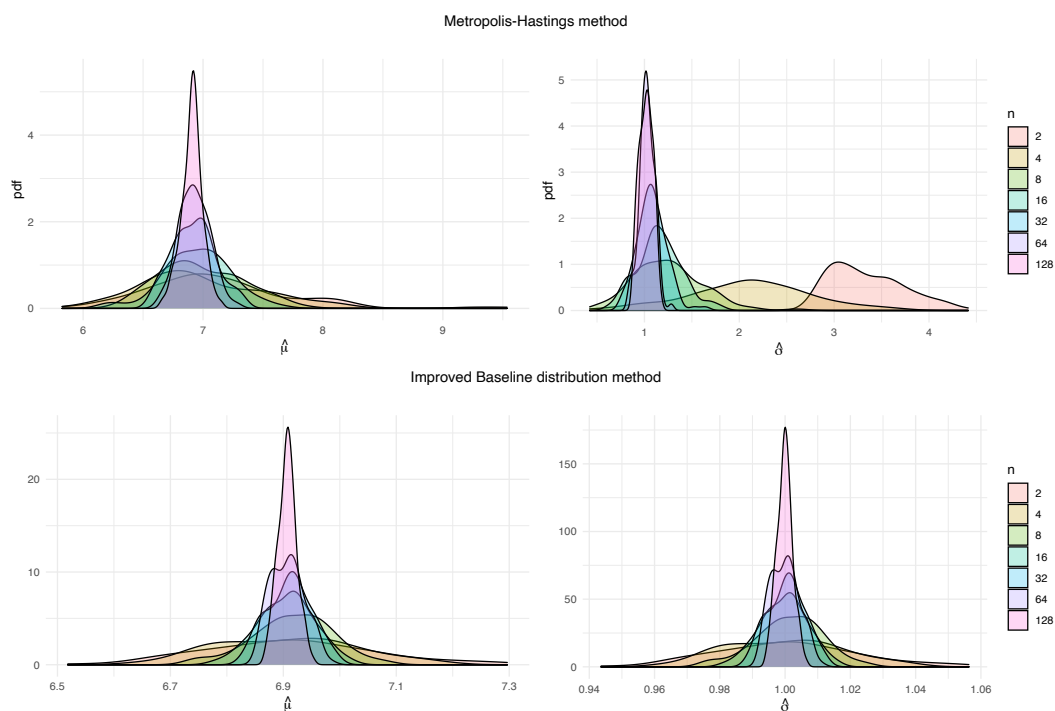 Metropolis-Hastings method
pdf
4
2
0
6 7 8 9
μ̂
pdf
5
4
3
2
1
0
1 2 3 4
σ̂
n
2
4
8
16
32
64
128
Improved Baseline distribution method
20
10
0
6.5 6.7 6.9 7.1 7.3
μ̂
150
100
50
0
0.94 0.96 0.98 1.00 1.02 1.04 1.06
σ̂
n
2
4
8
16
32
64
128